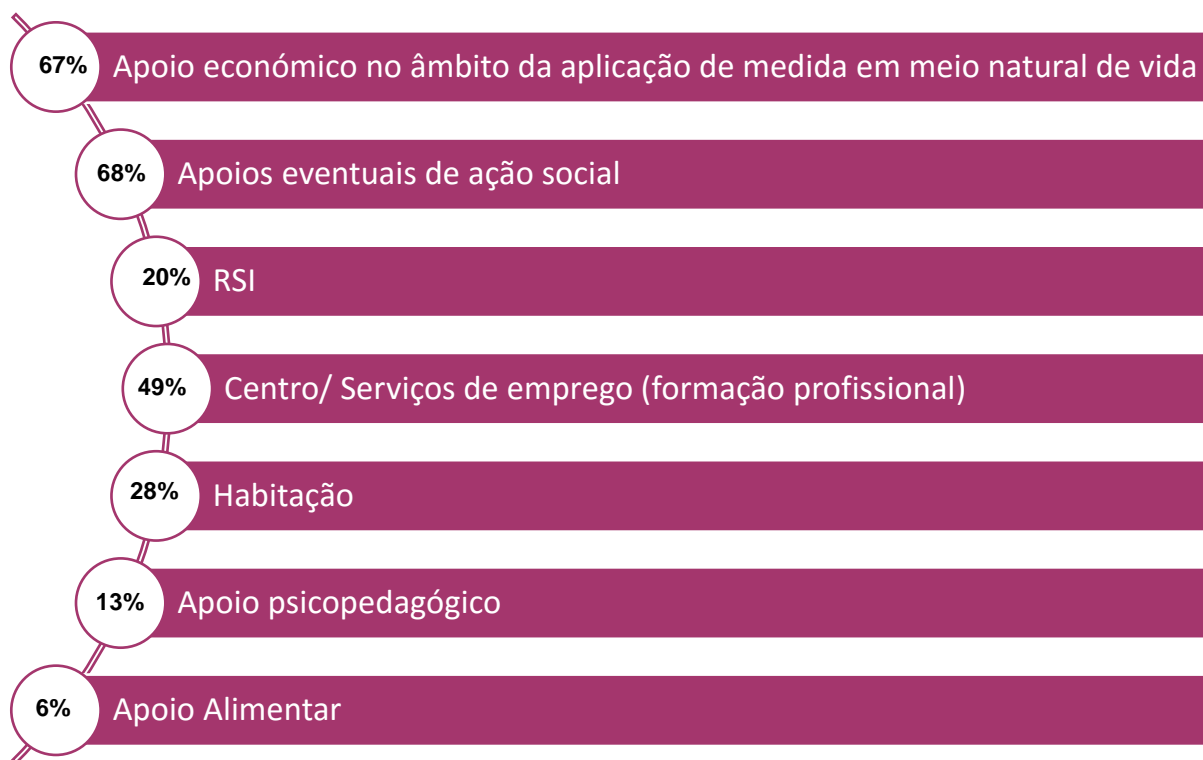 67% Apoio económico no âmbito da aplicação de medida em meio natural de vida
68% Apoios eventuais de ação social
20% RSI
49% Centro/ Serviços de emprego (formação profissional)
28% Habitação
13% Apoio psicopedagógico
6% Apoio Alimentar